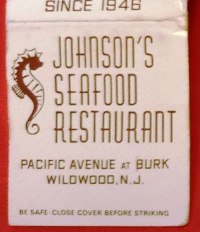 SINCE 1946
JOHNSON'S
SEAFOOD
RESTAURANT
PACIFIC AVENUE AT BURK
WILDWOOD, N.J.
BE SAFE - CLOSE COVER BEFORE STRIKING